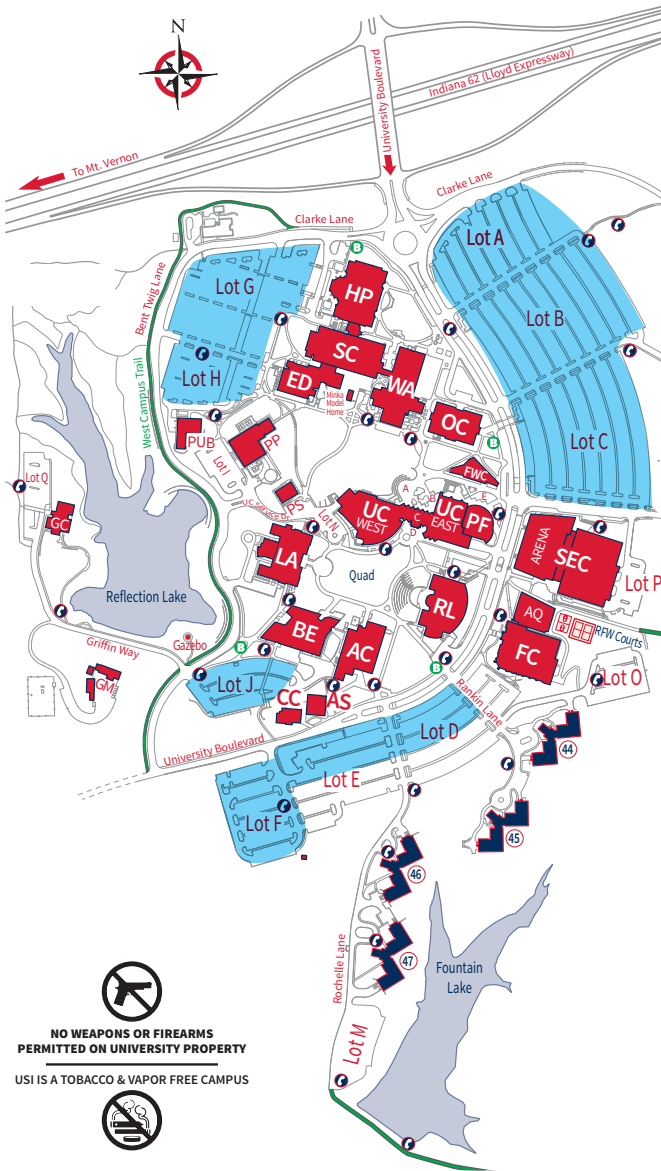 N
University Boulevard
Indiana 62 (Lloyd Expressway)
To Mt. Vernon
Clarke Lane
Clarke Lane
Lot A
B
Bent Twig Lane
Lot G
HP
Lot B
West Campus Trail
SC
Lot H
ED
WA
Minka
Model
Home
OC
PUB
PP
B
Lot C
Lot I
FWC
Lot Q
PS
A
B
E
UC Service Dr
Lot N
UC
WEST
C
UC
EAST
PF
D
GC
ARENA
SEC
LA
Quad
Lot P
Reflection Lake
RL
AQ
RFW Courts
Griffin Way
Gazebo
BE
AC
FC
B
B
GM
Lot J
CC
AS
Rankin Lane
Lot O
University Boulevard
Lot D
44
Lot E
Lot F
45
46
47
Rochelle Lane
Fountain
Lake
Lot M
NO WEAPONS OR FIREARMS
PERMITTED ON UNIVERSITY PROPERTY
USI IS A TOBACCO & VAPOR FREE CAMPUS